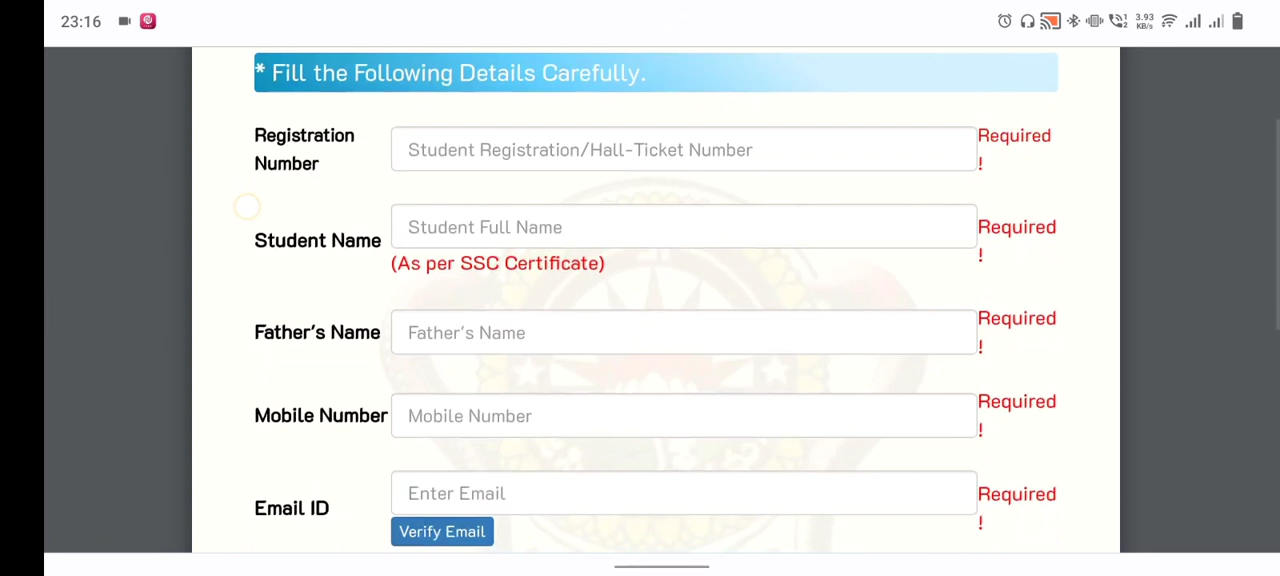 23:16
3.93
KB/s
* Fill the Following Details Carefully.
Registration
Number
Student Registration/Hall-Ticket Number
Required
!
Student Name
Student Full Name
Required
!
(As per SSC Certificate)
Father's Name
Father's Name
Required
!
Mobile Number
Mobile Number
Required
!
Email ID
Enter Email
Required
!
Verify Email